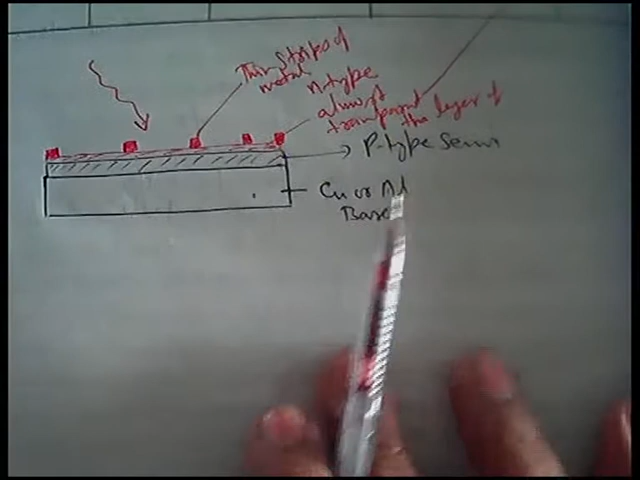 Thin Strips of
metal
n-type
almost
transparent
the layer of
P-type Semi
Cu or Al
Base